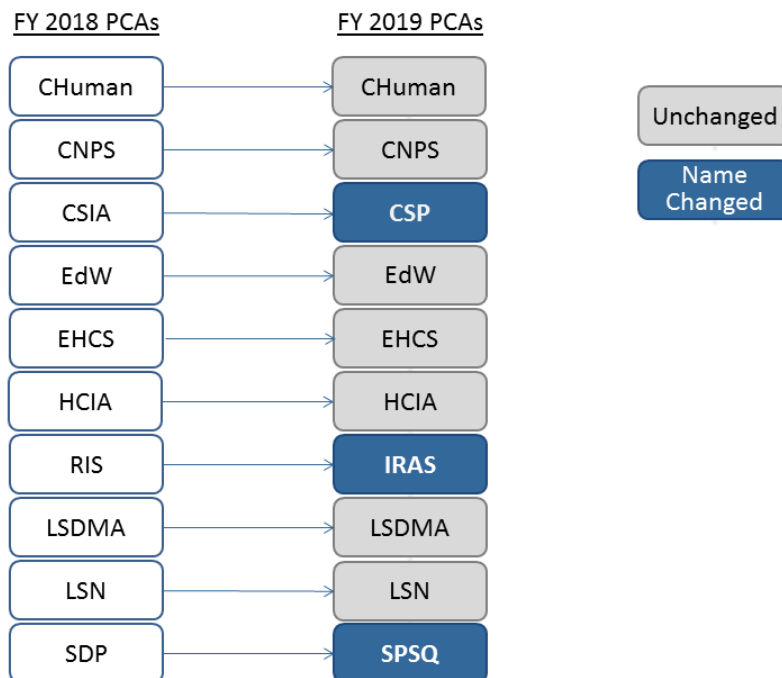 FY 2018 PCAs FY 2019 PCAs
CHuman CHuman
CNPS CNPS
CSIA CSP
EdW EdW
EHCS EHCS
HCIA HCIA
RIS IRAS
LSDMA LSDMA
LSN LSN
SDP SPSQ
Unchanged
Name
Changed